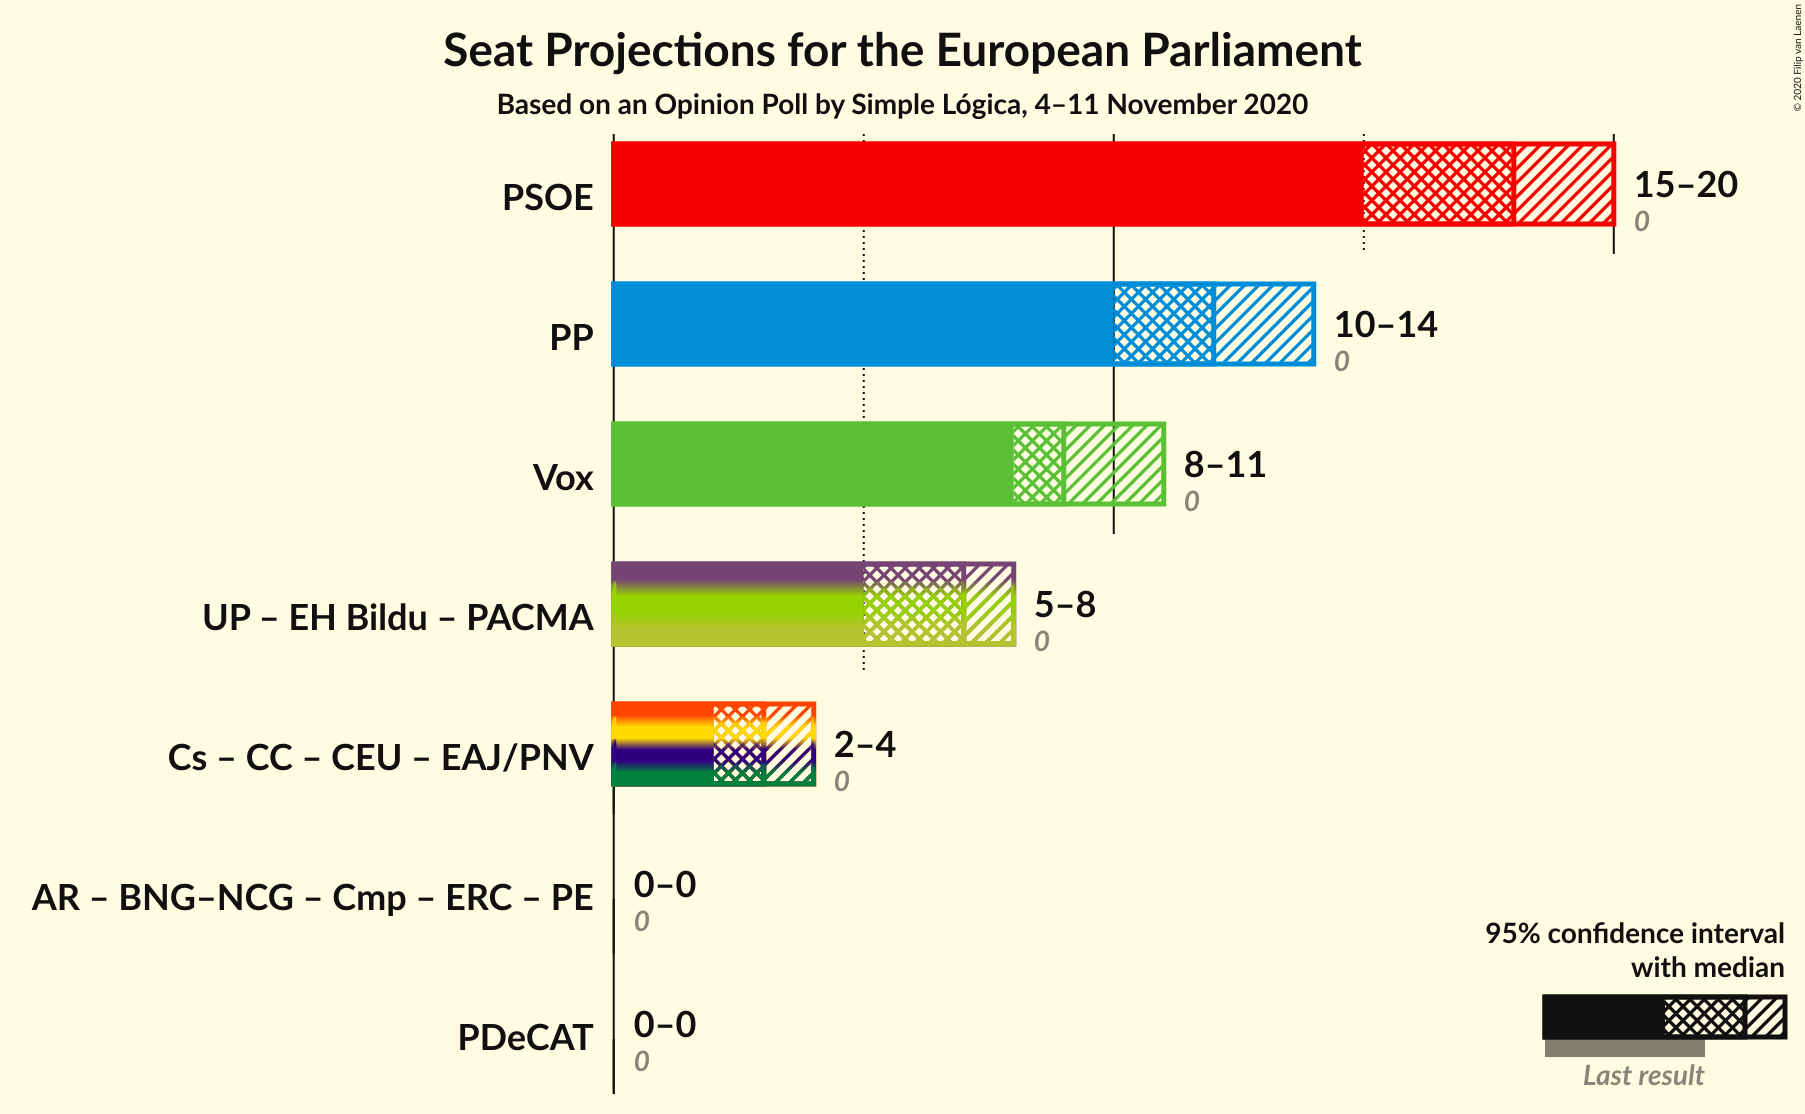 Seat Projections for the European Parliament
Based on an Opinion Poll by Simple Lógica, 4–11 November 2020
© 2020 Filip van Laenen
PSOE
15–20
0
PP
10–14
0
Vox
8–11
0
UP – EH Bildu – PACMA
5–8
0
Cs – CC – CEU – EAJ/PNV
2–4
0
AR – BNG–NCG – Cmp – ERC – PE
0–0
0
PDeCAT
0–0
0
95% confidence interval
with median
Last result